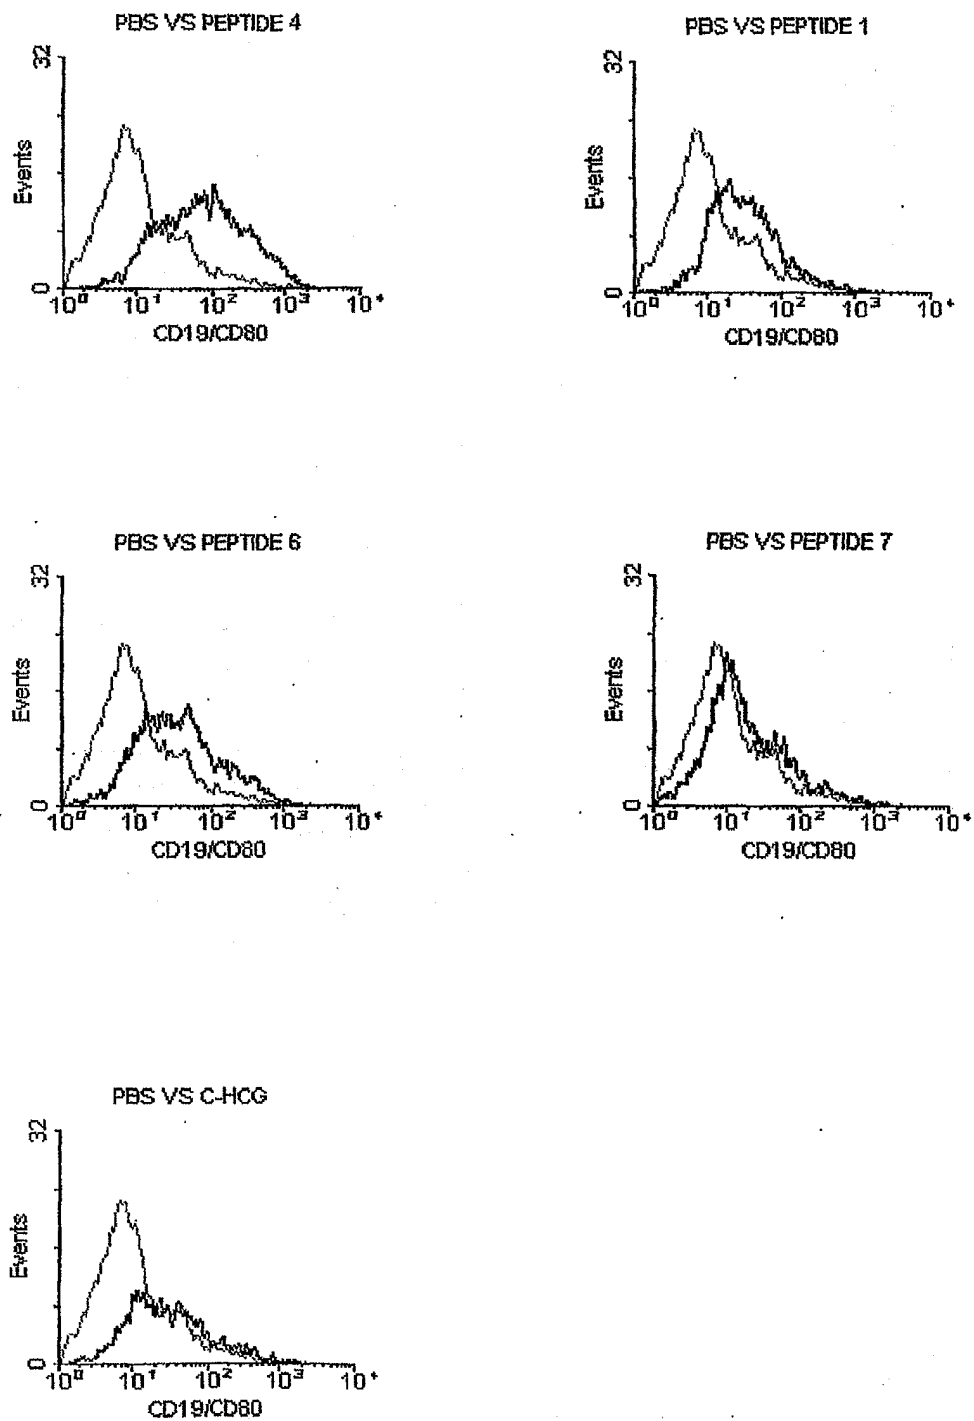 PBS VS PEPTIDE 4
32
Events
0
10⁰ 10¹ 10² 10³ 10⁴
CD19/CD80
PBS VS PEPTIDE 1
32
Events
0
10⁰ 10¹ 10² 10³ 10⁴
CD19/CD80
PBS VS PEPTIDE 6
32
Events
0
10⁰ 10¹ 10² 10³ 10⁴
CD19/CD80
PBS VS PEPTIDE 7
32
Events
0
10⁰ 10¹ 10² 10³ 10⁴
CD19/CD80
PBS VS C-HCG
32
Events
0
10⁰ 10¹ 10² 10³ 10⁴
CD19/CD80